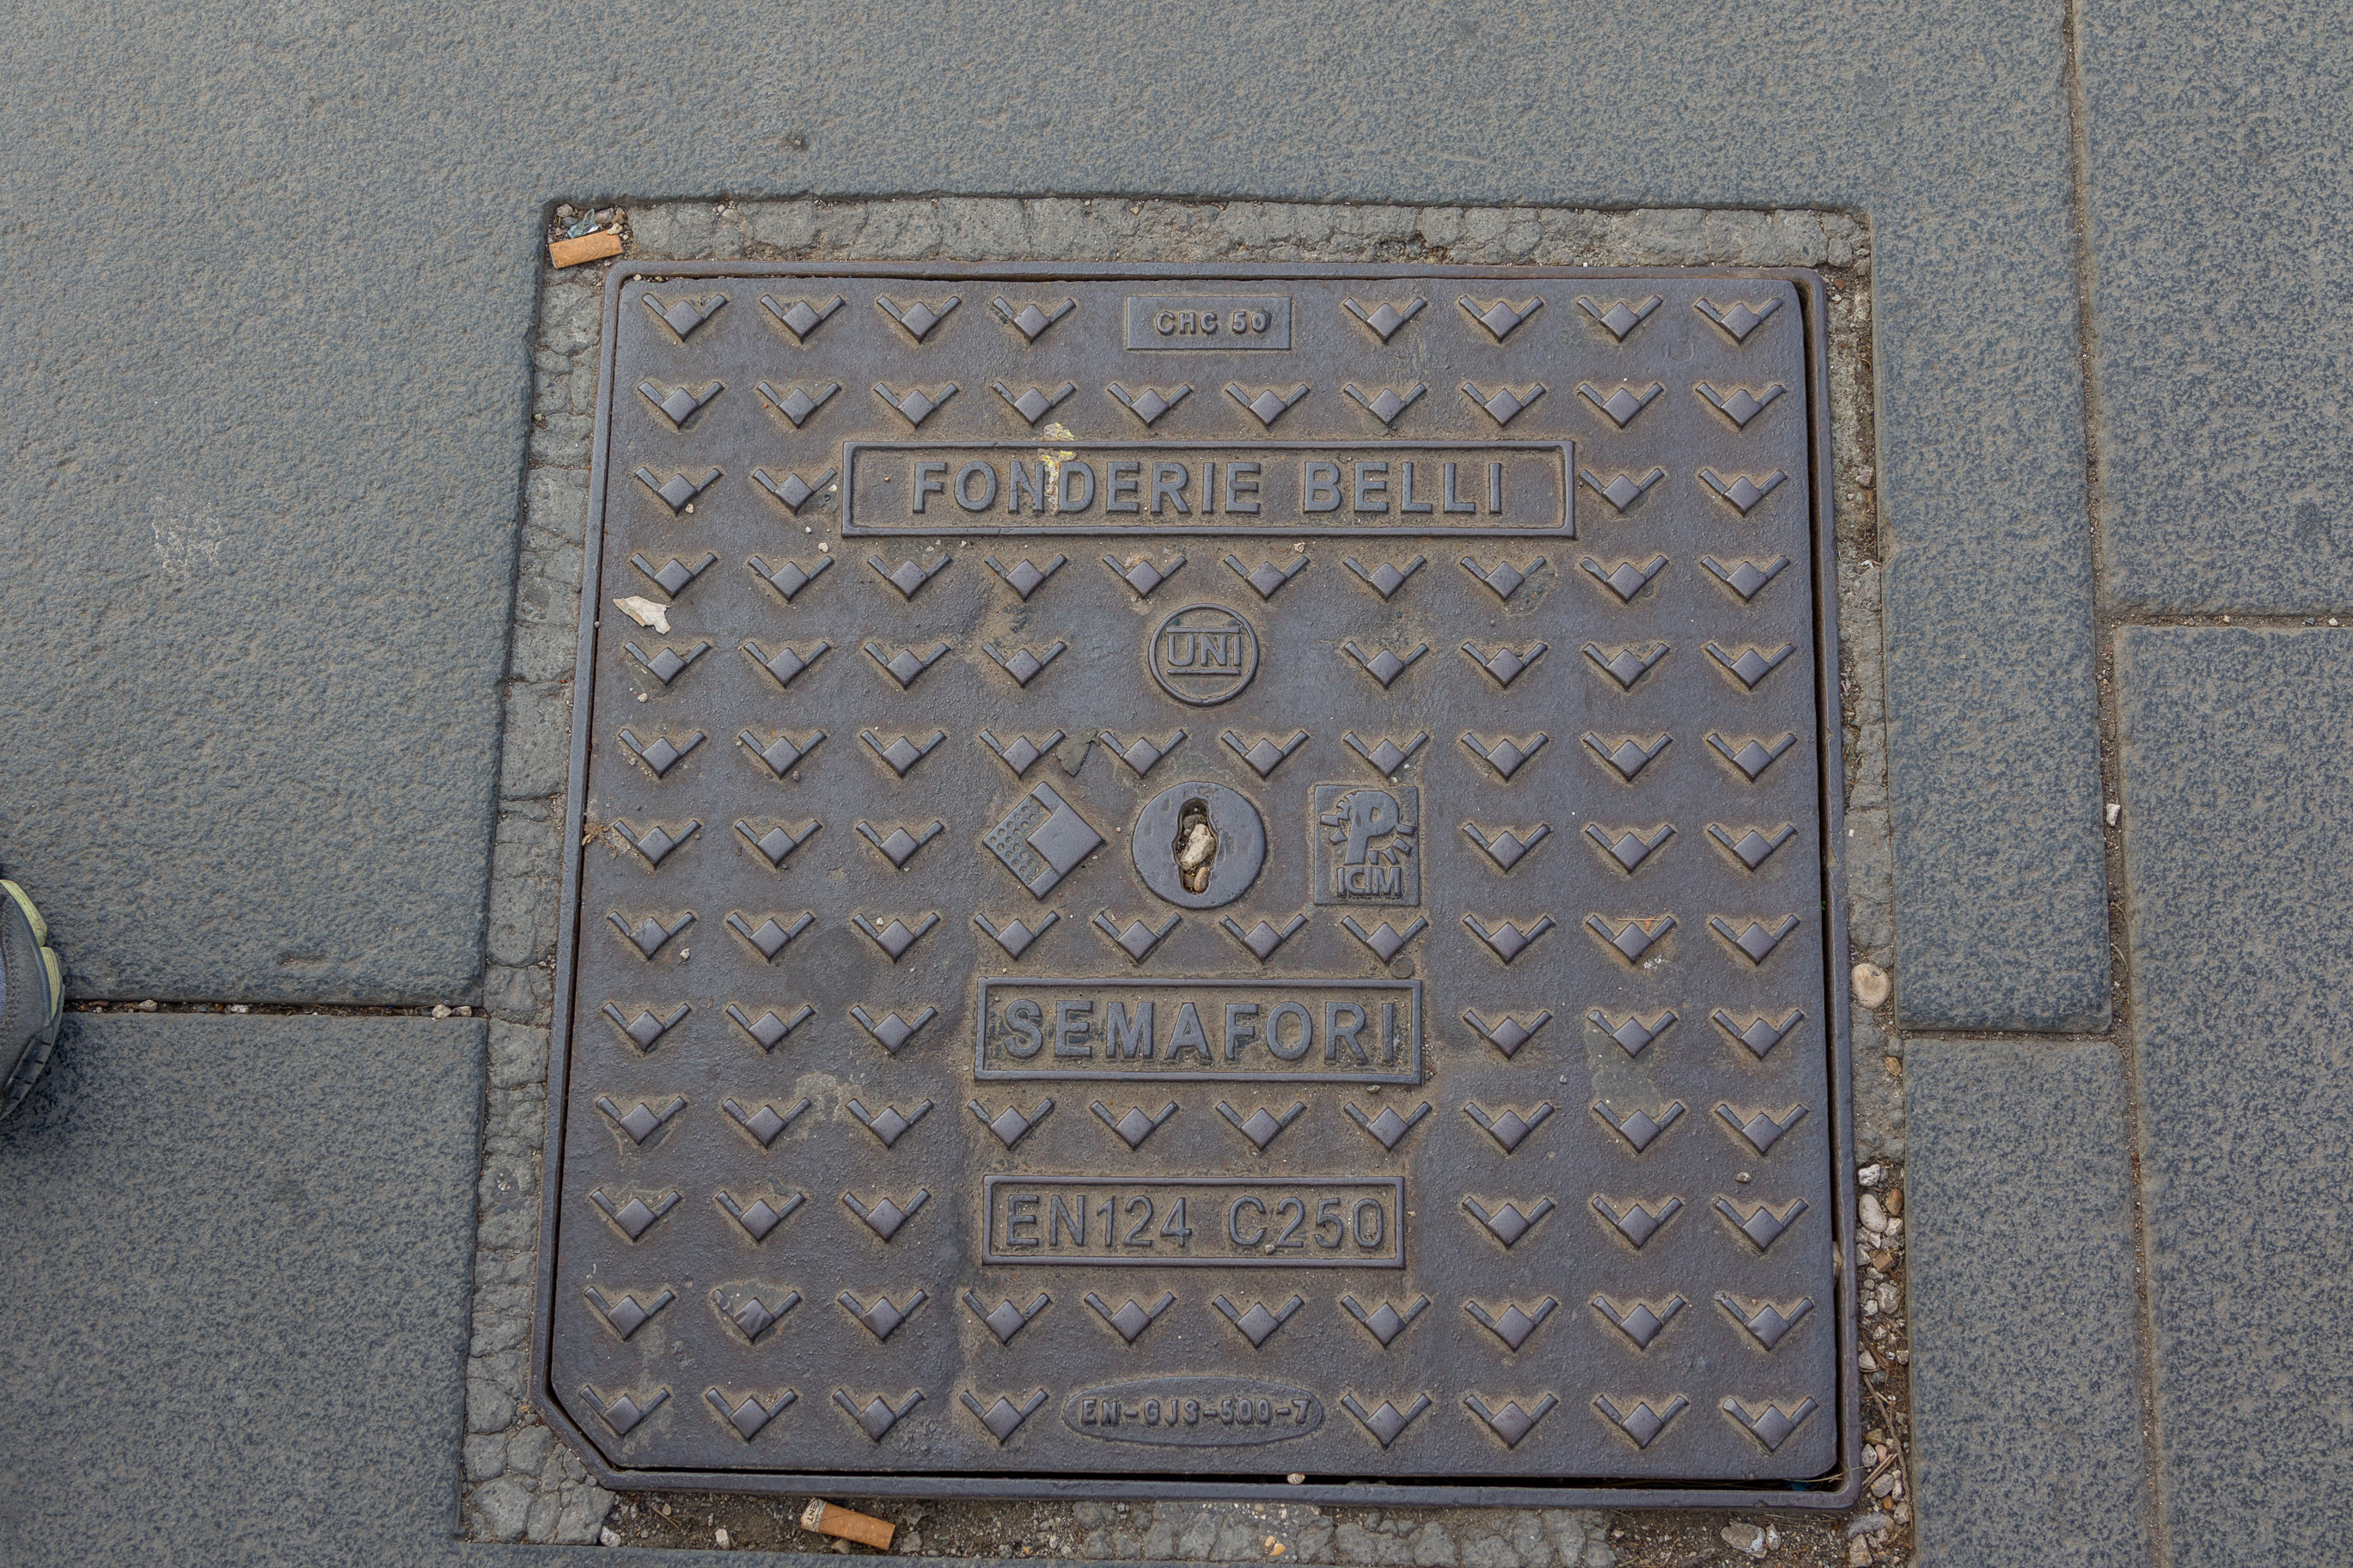 CHC 50
FONDERIE BELLI
UNI
P
ICIM
SEMAFORI
EN124 C250
EN-GJS-500-7